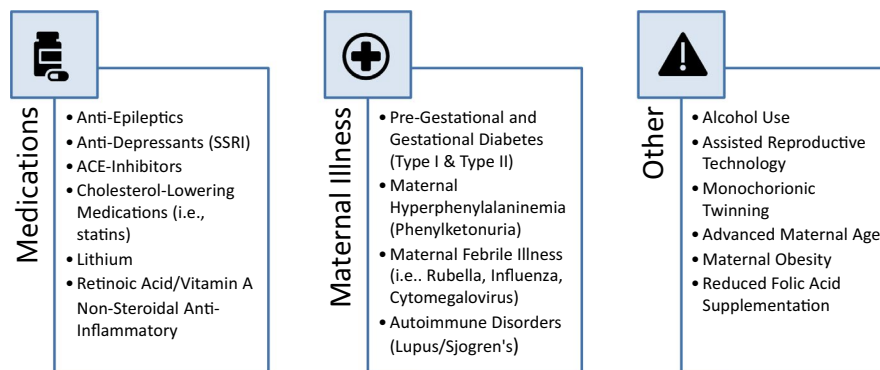 Medications
• Anti-Epileptics
• Anti-Depressants (SSRI)
• ACE-Inhibitors
• Cholesterol-Lowering
Medications (i.e.,
statins)
• Lithium
• Retinoic Acid/Vitamin A
Non-Steroidal Anti-
Inflammatory
Maternal Illness
• Pre-Gestational and
Gestational Diabetes
(Type I & Type II)
• Maternal
Hyperphenylalaninemia
(Phenylketonuria)
• Maternal Febrile Illness
(i.e.. Rubella, Influenza,
Cytomegalovirus)
• Autoimmune Disorders
(Lupus/Sjogren's)
Other
• Alcohol Use
• Assisted Reproductive
Technology
• Monochorionic
Twinning
• Advanced Maternal Age
• Maternal Obesity
• Reduced Folic Acid
Supplementation